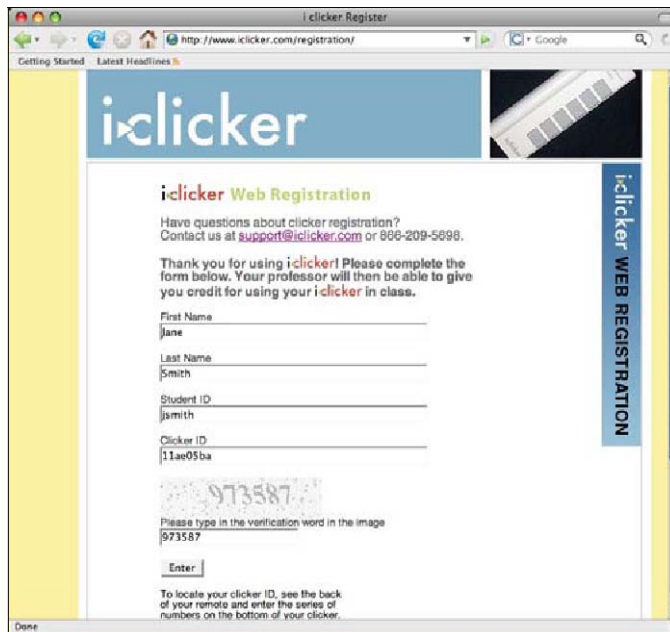 i clicker Register
http://www.iclicker.com/registration/
Google
Getting Started Latest Headlines
i clicker
i clicker Web Registration
Have questions about clicker registration?
Contact us at support@iclicker.com or 866-209-5698.
Thank you for using i clicker! Please complete the
form below. Your professor will then be able to give
you credit for using your i clicker in class.
First Name
Jane
Last Name
Smith
Student ID
jsmith
Clicker ID
11ae05ba
973587
Please type in the verification word in the image
973587
Enter
To locate your clicker ID, see the back
of your remote and enter the series of
numbers on the bottom of your clicker.
i clicker WEB REGISTRATION
Done